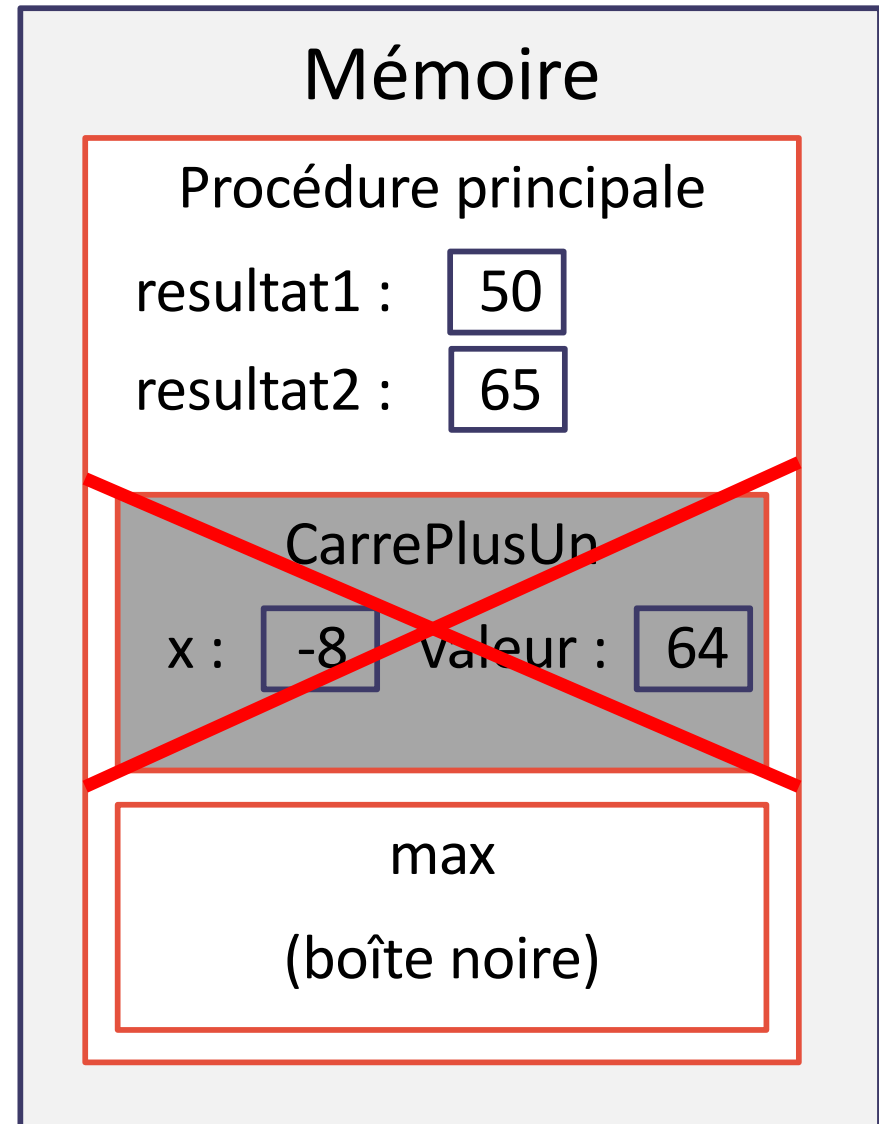 Mémoire
Procédure principale
resultat1 : 50
resultat2 : 65
CarrePlusUn
x : -8 valeur : 64
max
(boîte noire)